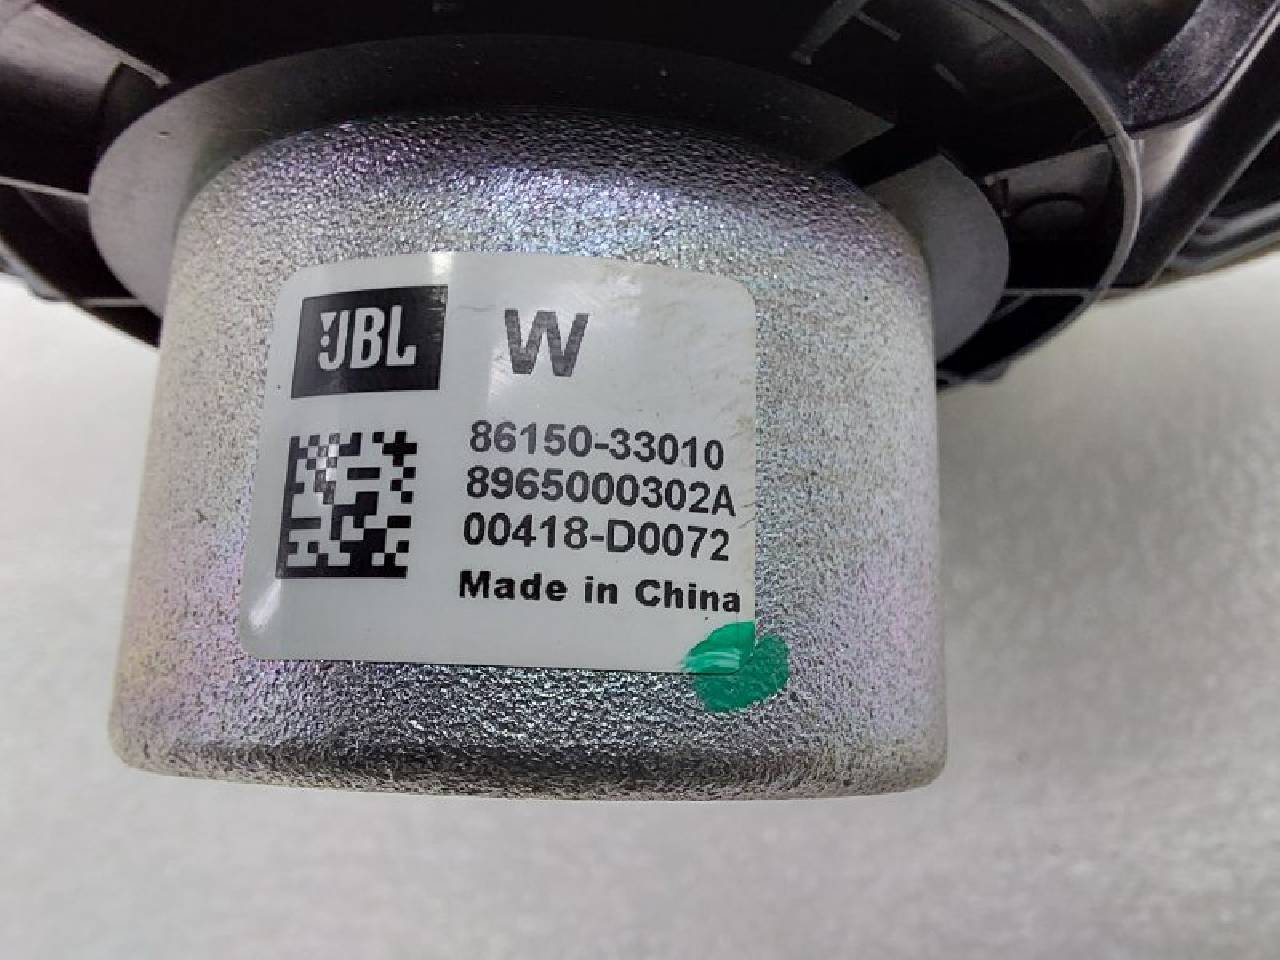 JBL W
86150-33010
8965000302A
00418-D0072
Made in China